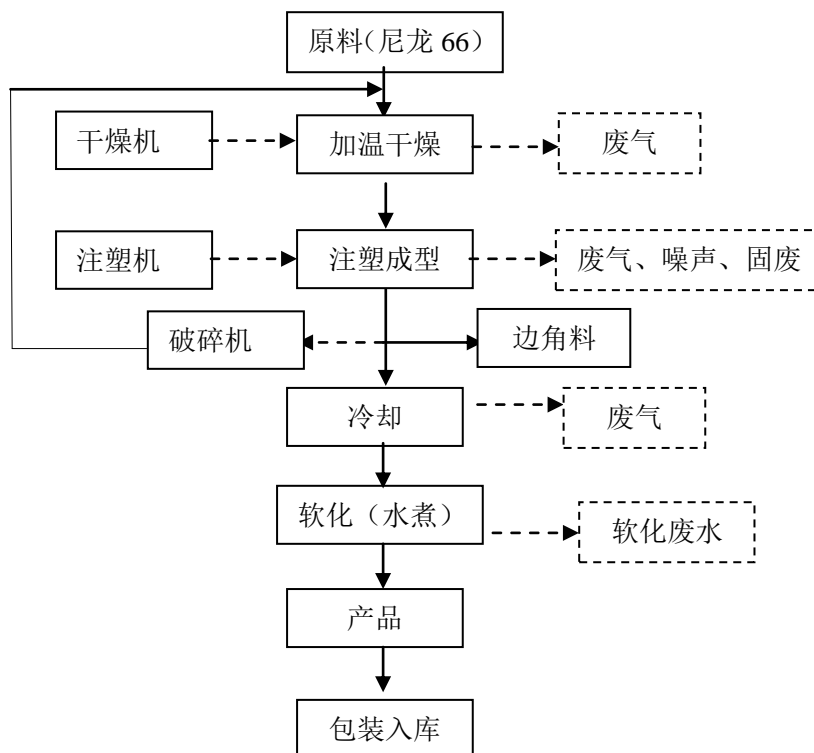 原料（尼龙 66）
干燥机
加温干燥
废气
注塑机
注塑成型
废气、噪声、固废
破碎机
边角料
冷却
废气
软化（水煮）
软化废水
产品
包装入库